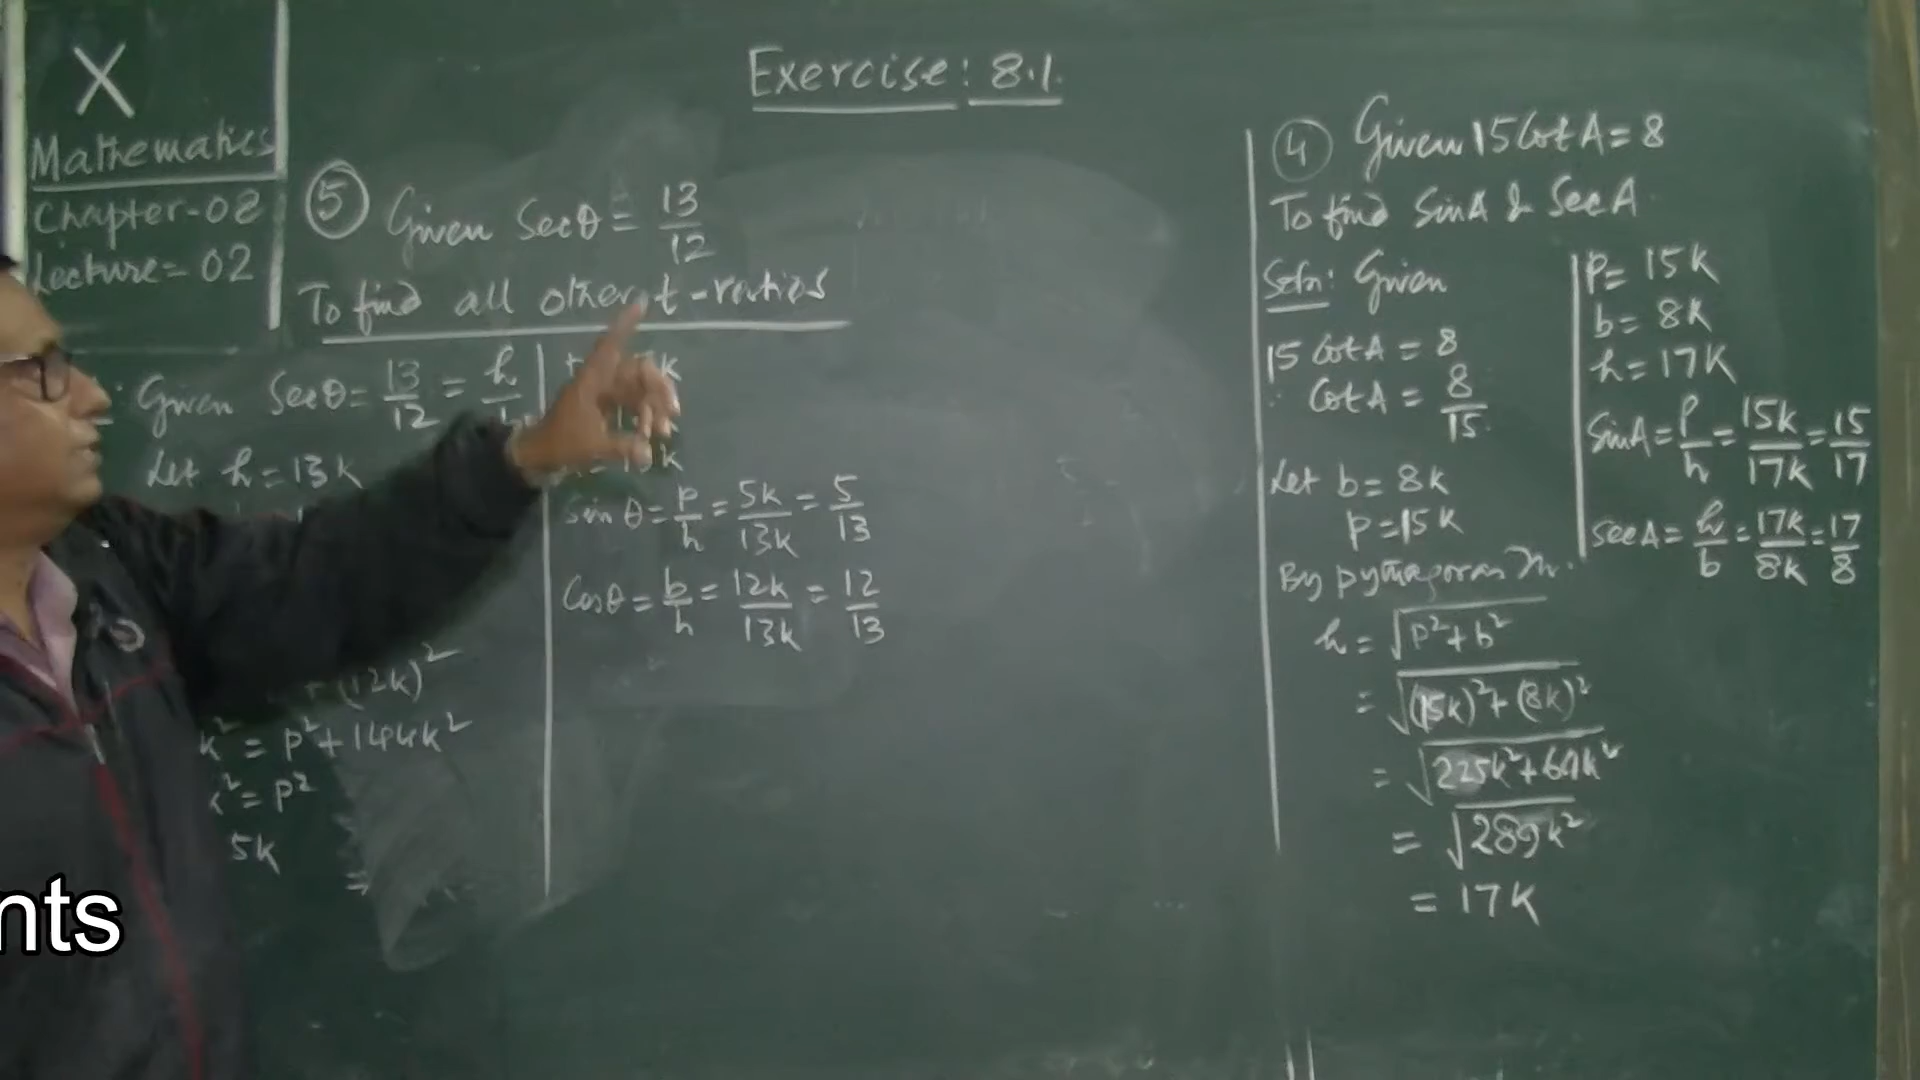 X
Mathematics
Chapter-08
Lecture-02
Exercise: 8.1.
5 Given Secθ = 13/12
To find all other t-ratios
Given Secθ = 13/12 = h/
Let h = 13k
+ (12k)²
k² = p² + 144k²
² = p²
5k
=
k
k
k
Sin θ = p/h = 5k/13k = 5/13
Cosθ = b/h = 12k/13k = 12/13
4 Given 15 Cot A = 8
To find Sin A & Sec A.
Soln: Given
15 Cot A = 8
∴ Cot A = 8/15.
Let b = 8k
p = 15k
By pythagoras Th.
h = √p² + b²
= √(15k)² + (8k)²
= √225k² + 64k²
= √289k²
= 17k
p = 15k
b = 8k
h = 17k
Sin A = p/h = 15k/17k = 15/17
Sec A = h/b = 17k/8k = 17/8
nts